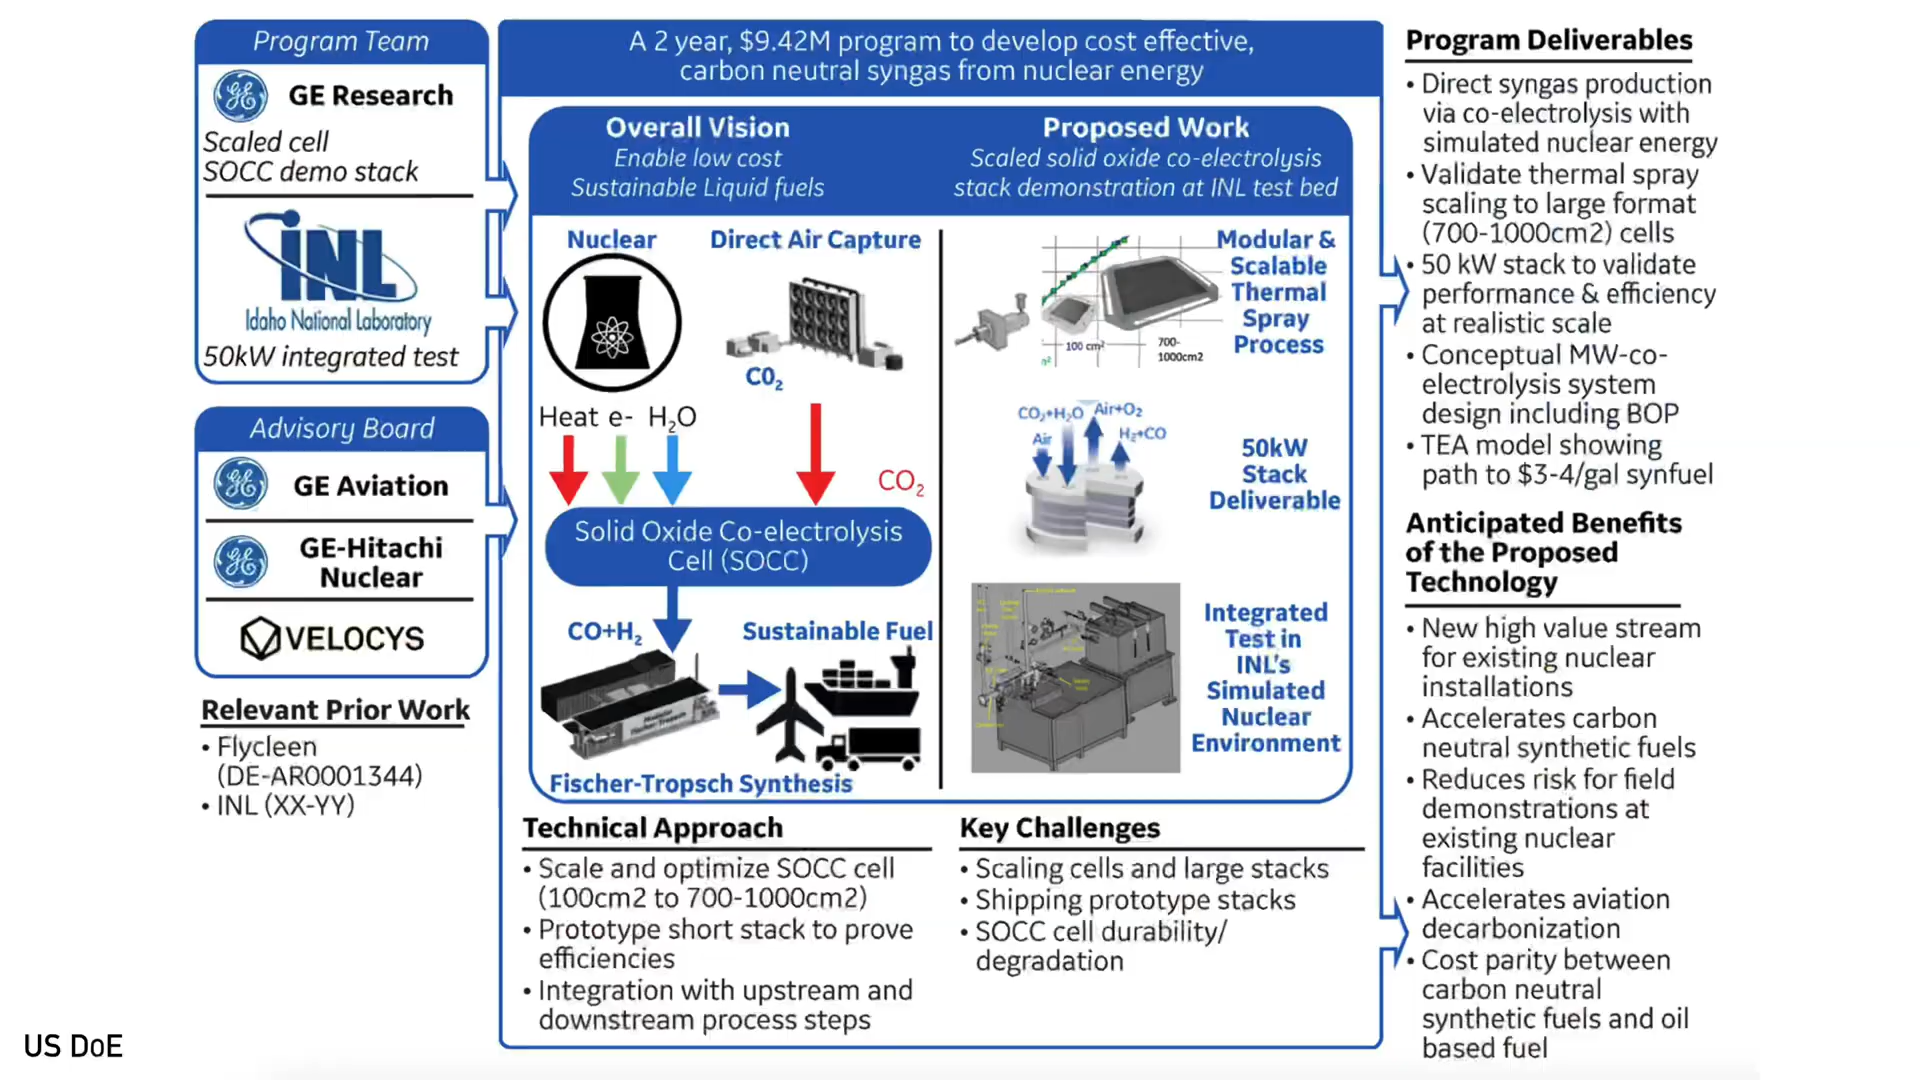 Program Team
GE Research
Scaled cell
SOCC demo stack
INL
Idaho National Laboratory
50kW integrated test
Advisory Board
GE Aviation
GE-Hitachi
Nuclear
VELOCYS
Relevant Prior Work
• Flycleen
(DE-AR0001344)
• INL (XX-YY)
A 2 year, $9.42M program to develop cost effective,
carbon neutral syngas from nuclear energy
Overall Vision
Enable low cost
Sustainable Liquid fuels
Nuclear
Direct Air Capture
C0₂
Heat e- H₂O
CO₂
Solid Oxide Co-electrolysis
Cell (SOCC)
CO+H₂
Sustainable Fuel
Modular
Fischer-Tropsch
Fischer-Tropsch Synthesis
Proposed Work
Scaled solid oxide co-electrolysis
stack demonstration at INL test bed
Modular &
Scalable
Thermal
Spray
Process
100 cm²
700-
1000cm2
CO₂+H₂O
Air+O₂
Air
H₂+CO
50kW
Stack
Deliverable
Integrated
Test in
INL's
Simulated
Nuclear
Environment
Technical Approach
• Scale and optimize SOCC cell
(100cm2 to 700-1000cm2)
• Prototype short stack to prove
efficiencies
• Integration with upstream and
downstream process steps
Key Challenges
• Scaling cells and large stacks
• Shipping prototype stacks
• SOCC cell durability/
degradation
Program Deliverables
• Direct syngas production
via co-electrolysis with
simulated nuclear energy
• Validate thermal spray
scaling to large format
(700-1000cm2) cells
• 50 kW stack to validate
performance & efficiency
at realistic scale
• Conceptual MW-co-
electrolysis system
design including BOP
• TEA model showing
path to $3-4/gal synfuel
Anticipated Benefits
of the Proposed
Technology
• New high value stream
for existing nuclear
installations
• Accelerates carbon
neutral synthetic fuels
• Reduces risk for field
demonstrations at
existing nuclear
facilities
• Accelerates aviation
decarbonization
• Cost parity between
carbon neutral
synthetic fuels and oil
based fuel
US DoE